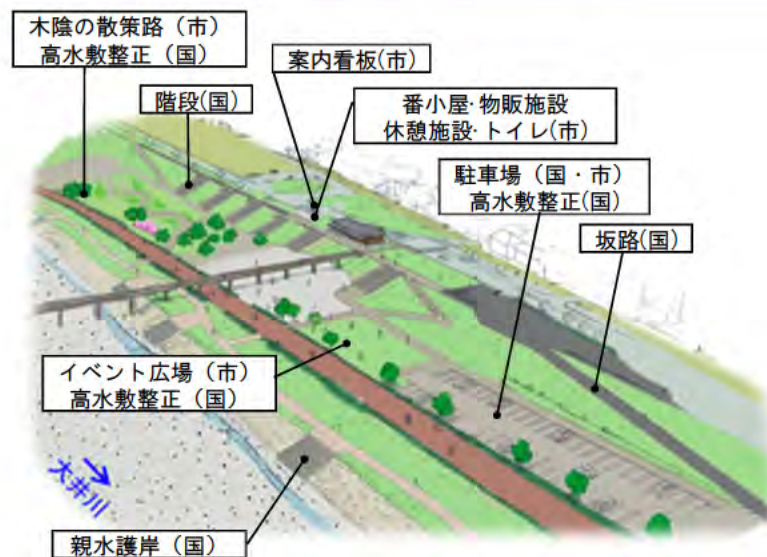 木陰の散策路（市）
高水敷整正（国）
案内看板(市)
階段(国)
番小屋･物販施設
休憩施設･トイレ(市)
駐車場（国・市）
高水敷整正(国)
坂路(国)
イベント広場（市）
高水敷整正（国）
大井川
親水護岸（国）